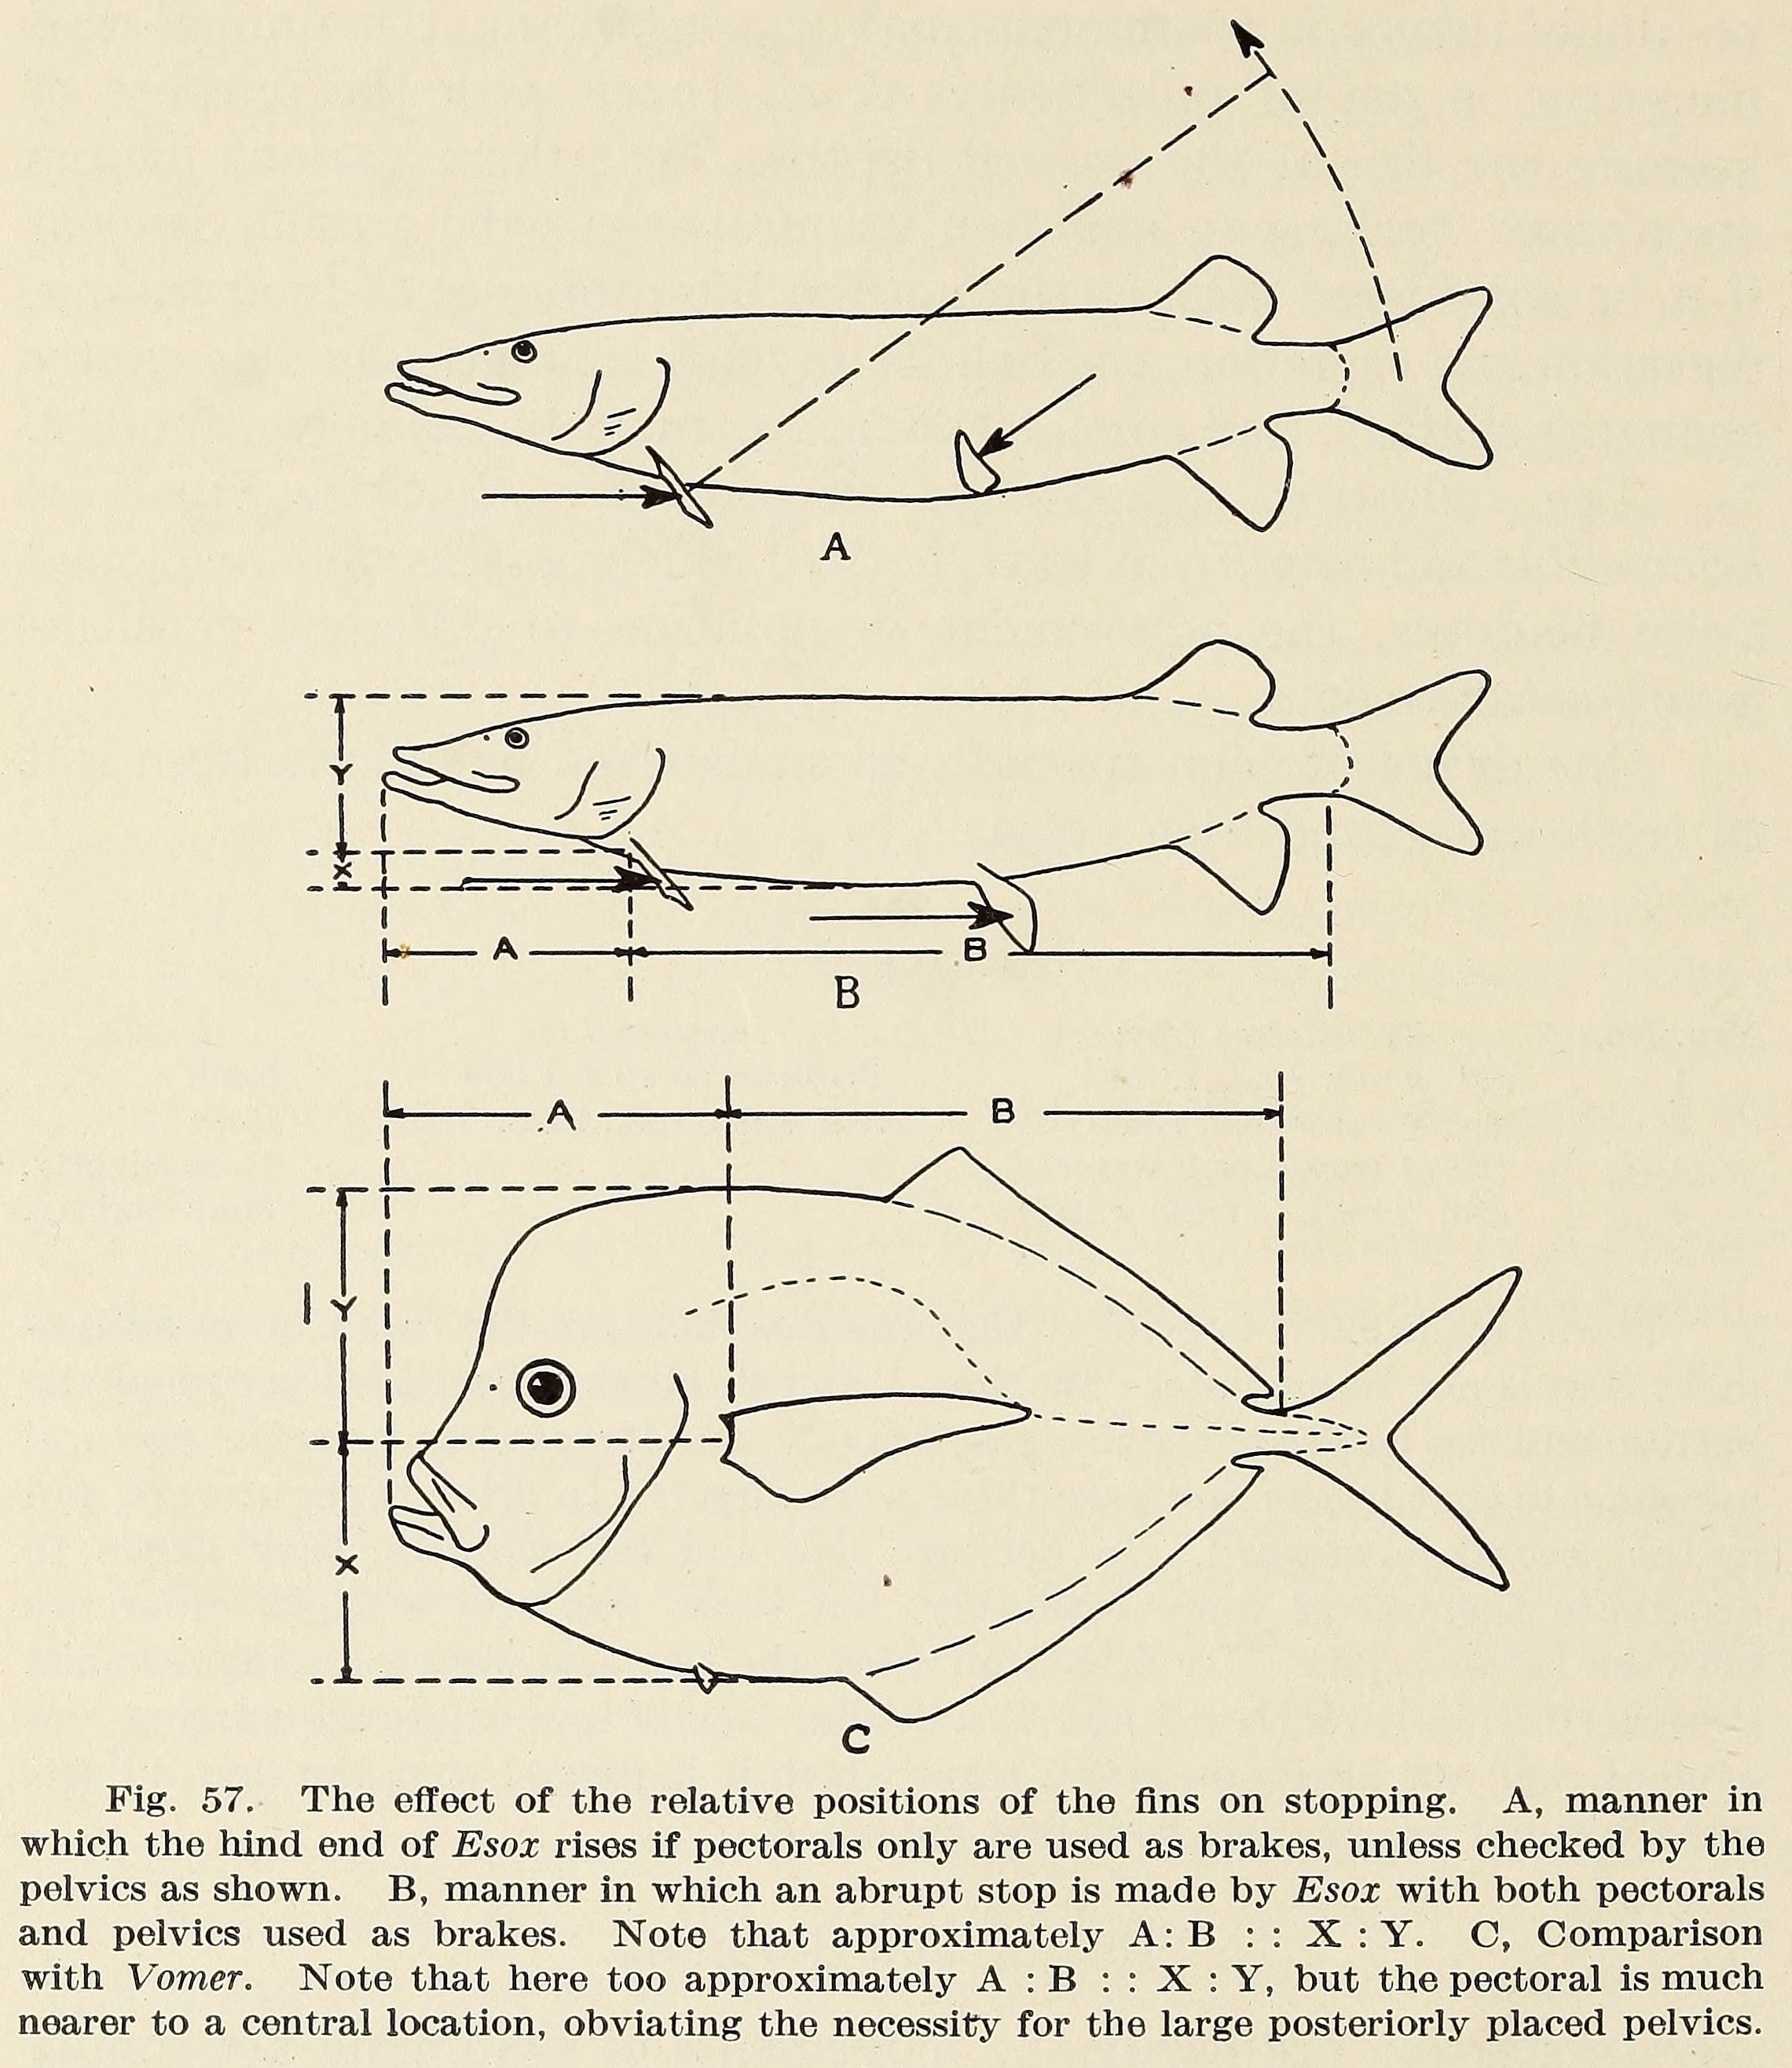 A
Y
X
A
B
B
A
B
Y
X
C
Fig. 57. The effect of the relative positions of the fins on stopping. A, manner in
which the hind end of Esox rises if pectorals only are used as brakes, unless checked by the
pelvics as shown. B, manner in which an abrupt stop is made by Esox with both pectorals
and pelvics used as brakes. Note that approximately A: B : : X : Y. C, Comparison
with Vomer. Note that here too approximately A : B : : X : Y, but the pectoral is much
nearer to a central location, obviating the necessity for the large posteriorly placed pelvics.